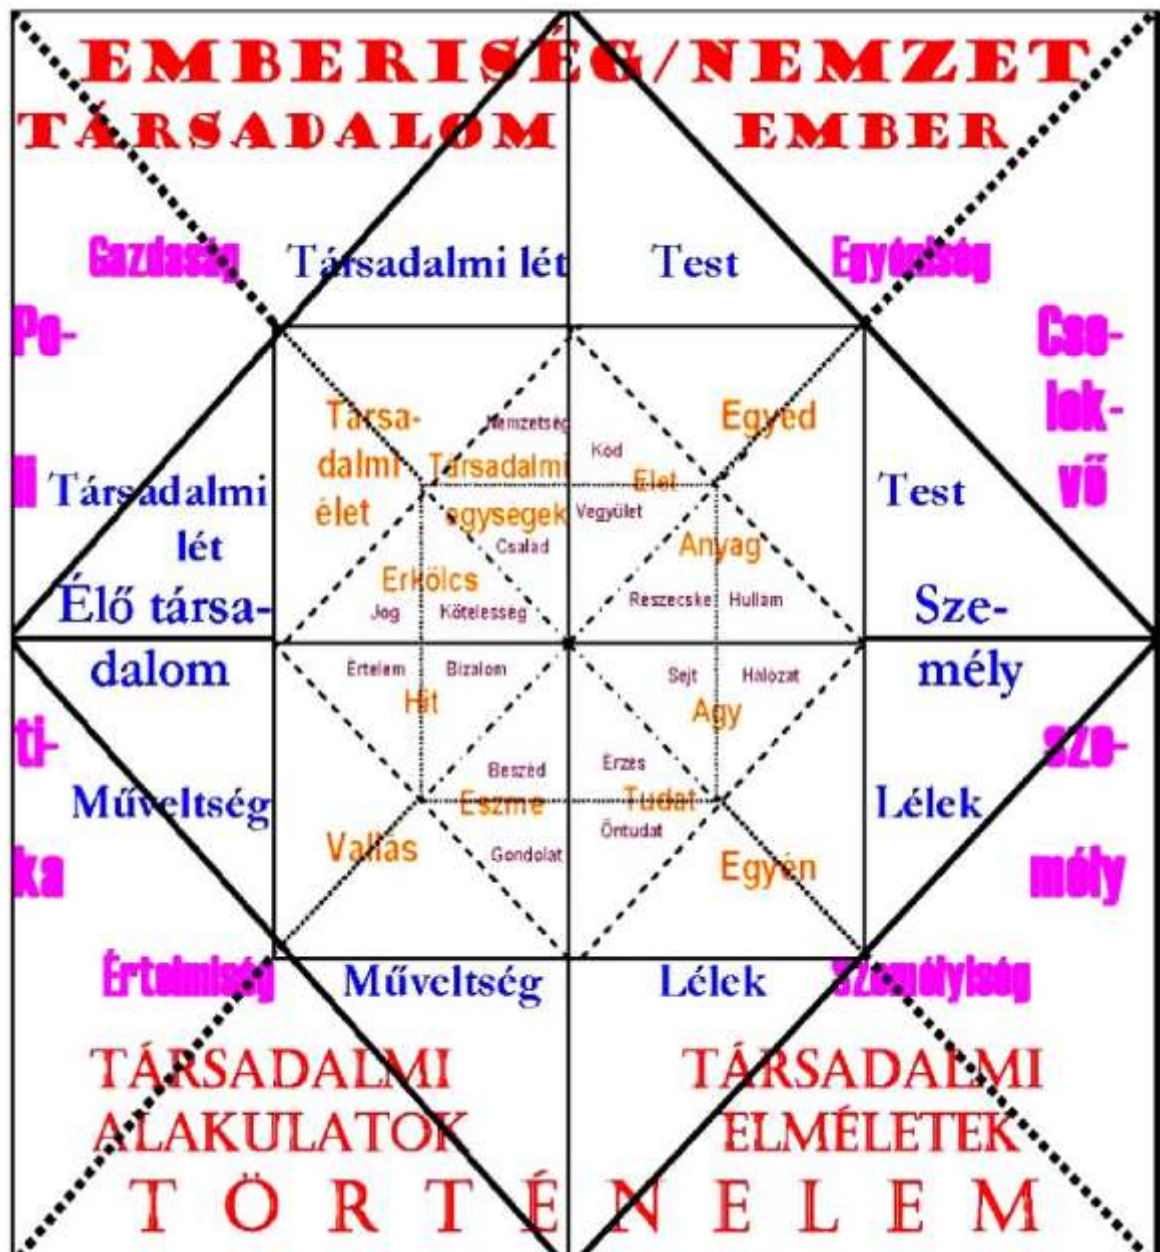 EMBERISÉG/NEMZET
TÁRSADALOM EMBER
Gazdaság Társadalmi lét Test Egyéniség
Po- Cse-
lok-
Társa- Nemzetség Egyed
dalmi Társadalmi Kód Élet
li Társadalmi élet egységek Vegyület Test vő
lét Család Anyag
Erkölcs
Élő társa- Jog Kötelesség Részecske Hullam Sze-
dalom Értelem Bizalom Sejt Hálózat mély
Hit Agy
ti- sze-
Beszéd Érzés
Műveltség Eszme Tudat Lélek
Öntudat
Vallás Gondolat Egyén
ka mély
Értelmiség Műveltség Lélek Személyiség
TÁRSADALMI TÁRSADALMI
ALAKULATOK ELMÉLETEK
TÖRTÉNELEM